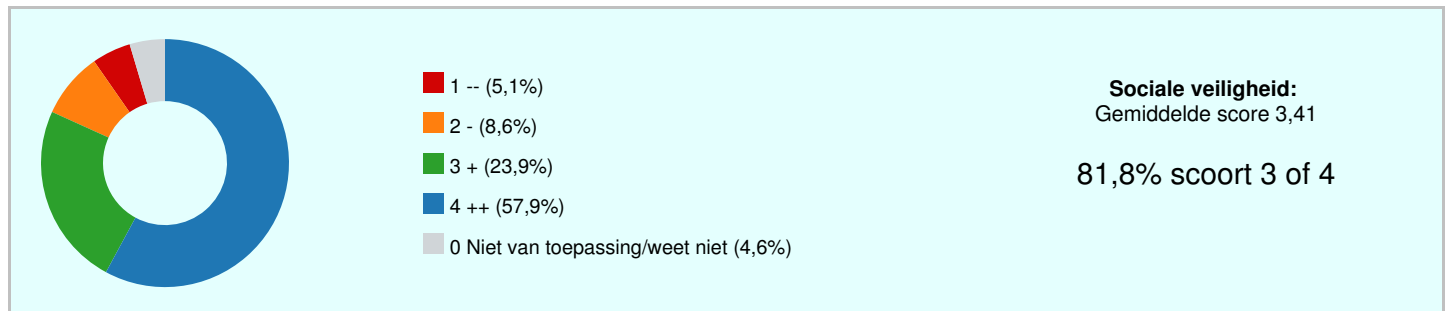 1 -- (5,1%)
2 - (8,6%)
3 + (23,9%)
4 ++ (57,9%)
0 Niet van toepassing/weet niet (4,6%)
Sociale veiligheid:
Gemiddelde score 3,41
81,8% scoort 3 of 4